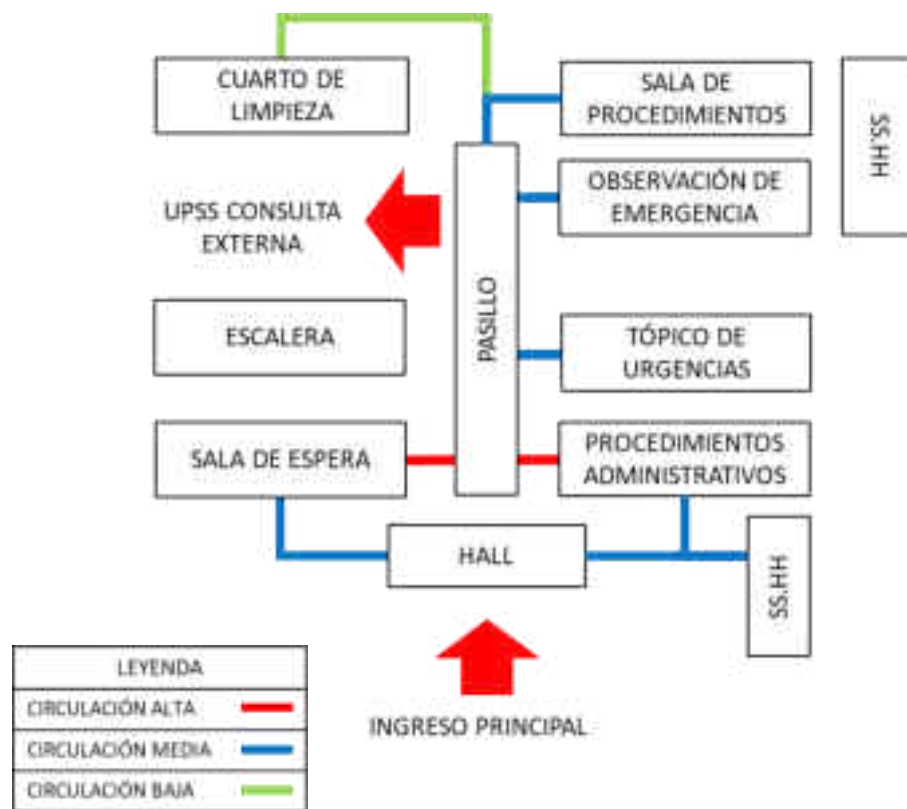 CUARTO DE
LIMPIEZA
SALA DE
PROCEDIMIENTOS
SS.HH
UPSS CONSULTA
EXTERNA
OBSERVACIÓN DE
EMERGENCIA
PASILLO
ESCALERA
TÓPICO DE
URGENCIAS
SALA DE ESPERA
PROCEDIMIENTOS
ADMINISTRATIVOS
HALL
SS.HH
INGRESO PRINCIPAL
LEYENDA
CIRCULACIÓN ALTA
CIRCULACIÓN MEDIA
CIRCULACIÓN BAJA